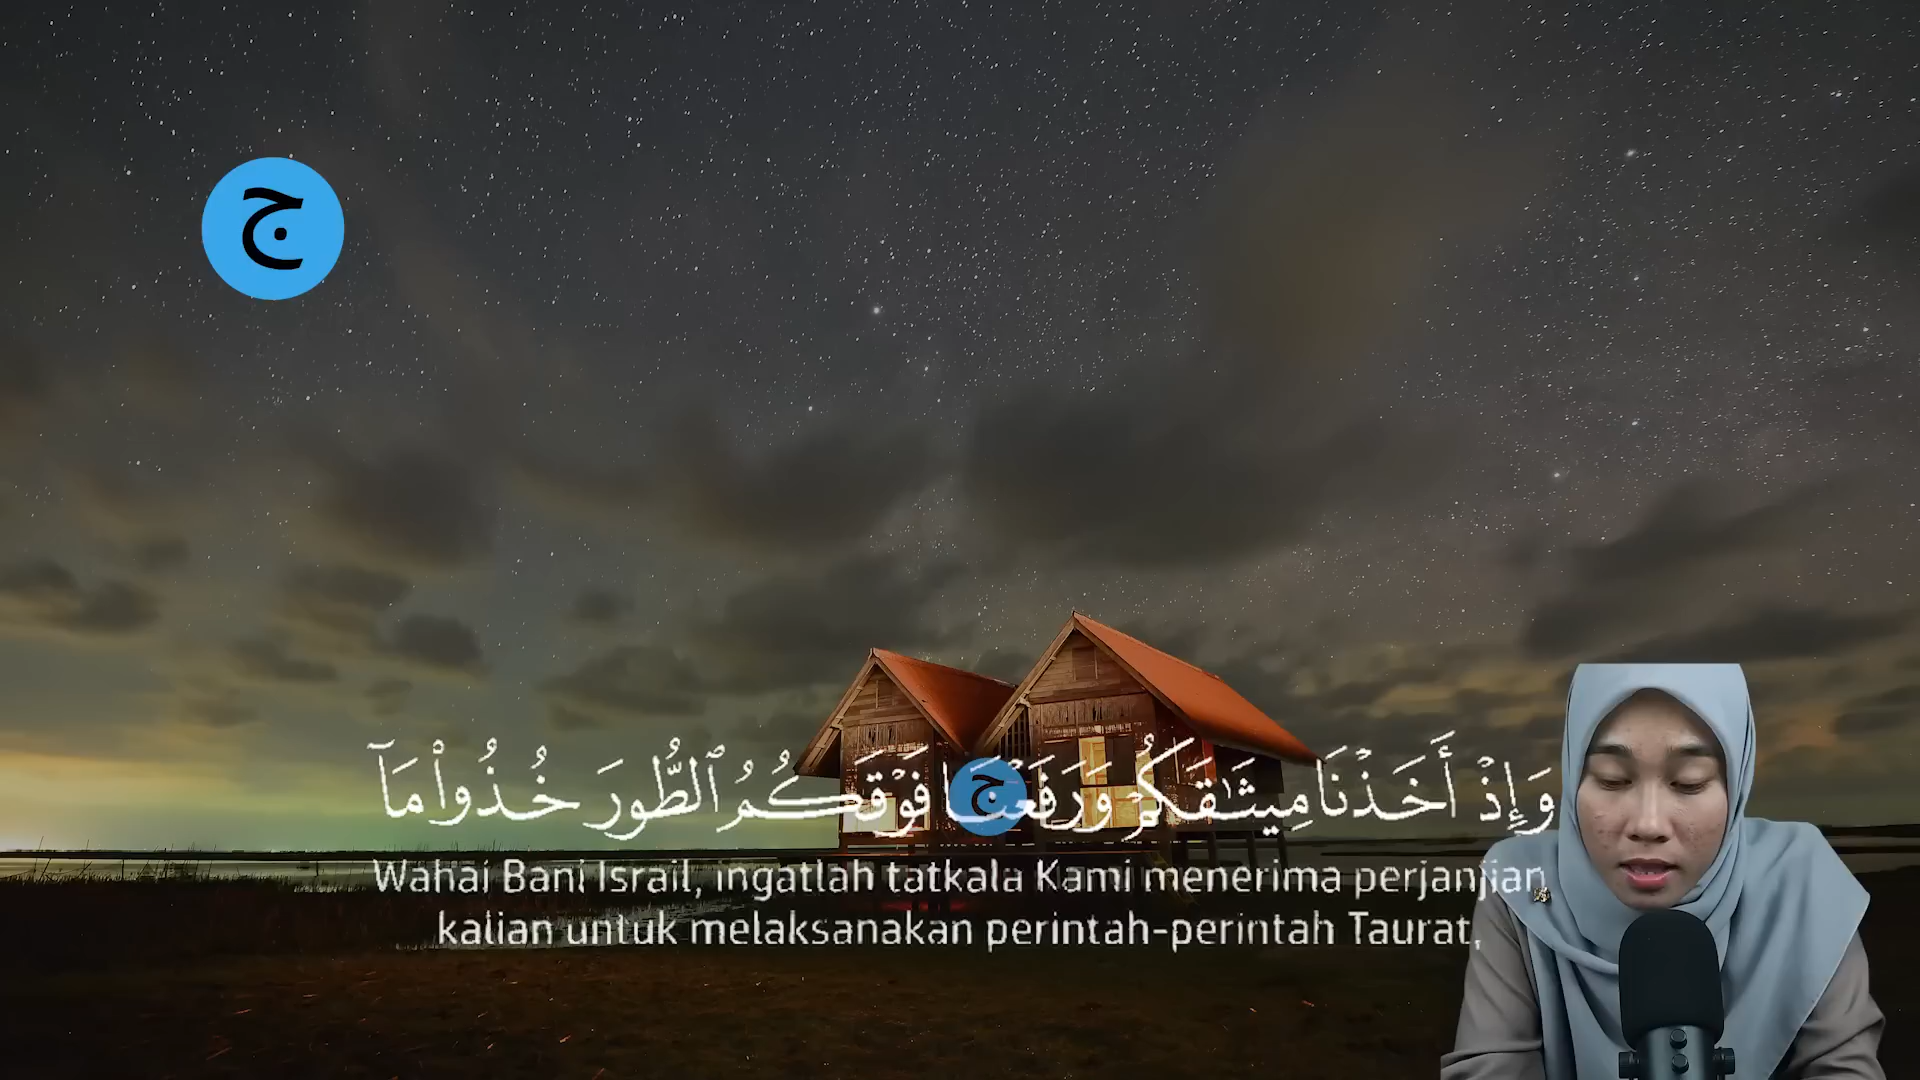 ج
وَإِذْ أَخَذْنَا مِيثَٰقَكُمْ وَرَفَعْنَا فَوْقَكُمُ ٱلطُّورَ خُذُوا۟ مَآ
ج
Wahai Bani Israil, ingatlah tatkala Kami menerima perjanjian
kalian untuk melaksanakan perintah-perintah Taurat,